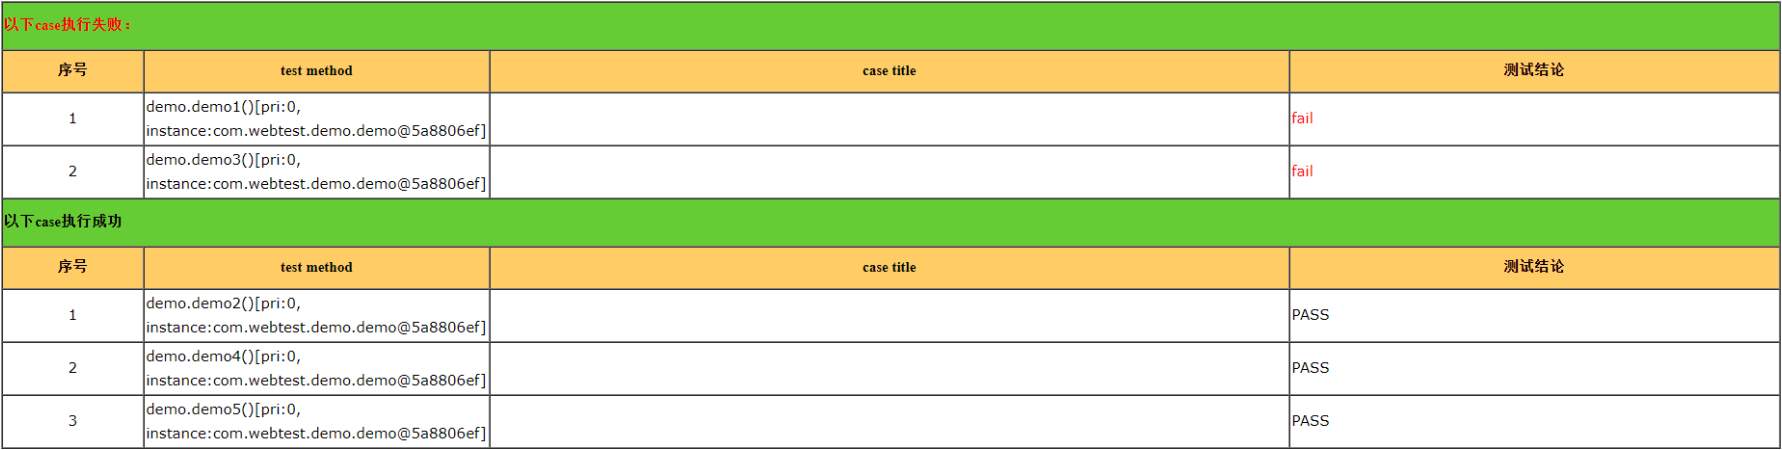 以下case执行失败：
序号 test method case title 测试结论
1 demo.demo1()[pri:0, fail
instance:com.webtest.demo.demo@5a8806ef]
2 demo.demo3()[pri:0, fail
instance:com.webtest.demo.demo@5a8806ef]
以下case执行成功
序号 test method case title 测试结论
1 demo.demo2()[pri:0, PASS
instance:com.webtest.demo.demo@5a8806ef]
2 demo.demo4()[pri:0, PASS
instance:com.webtest.demo.demo@5a8806ef]
3 demo.demo5()[pri:0, PASS
instance:com.webtest.demo.demo@5a8806ef]